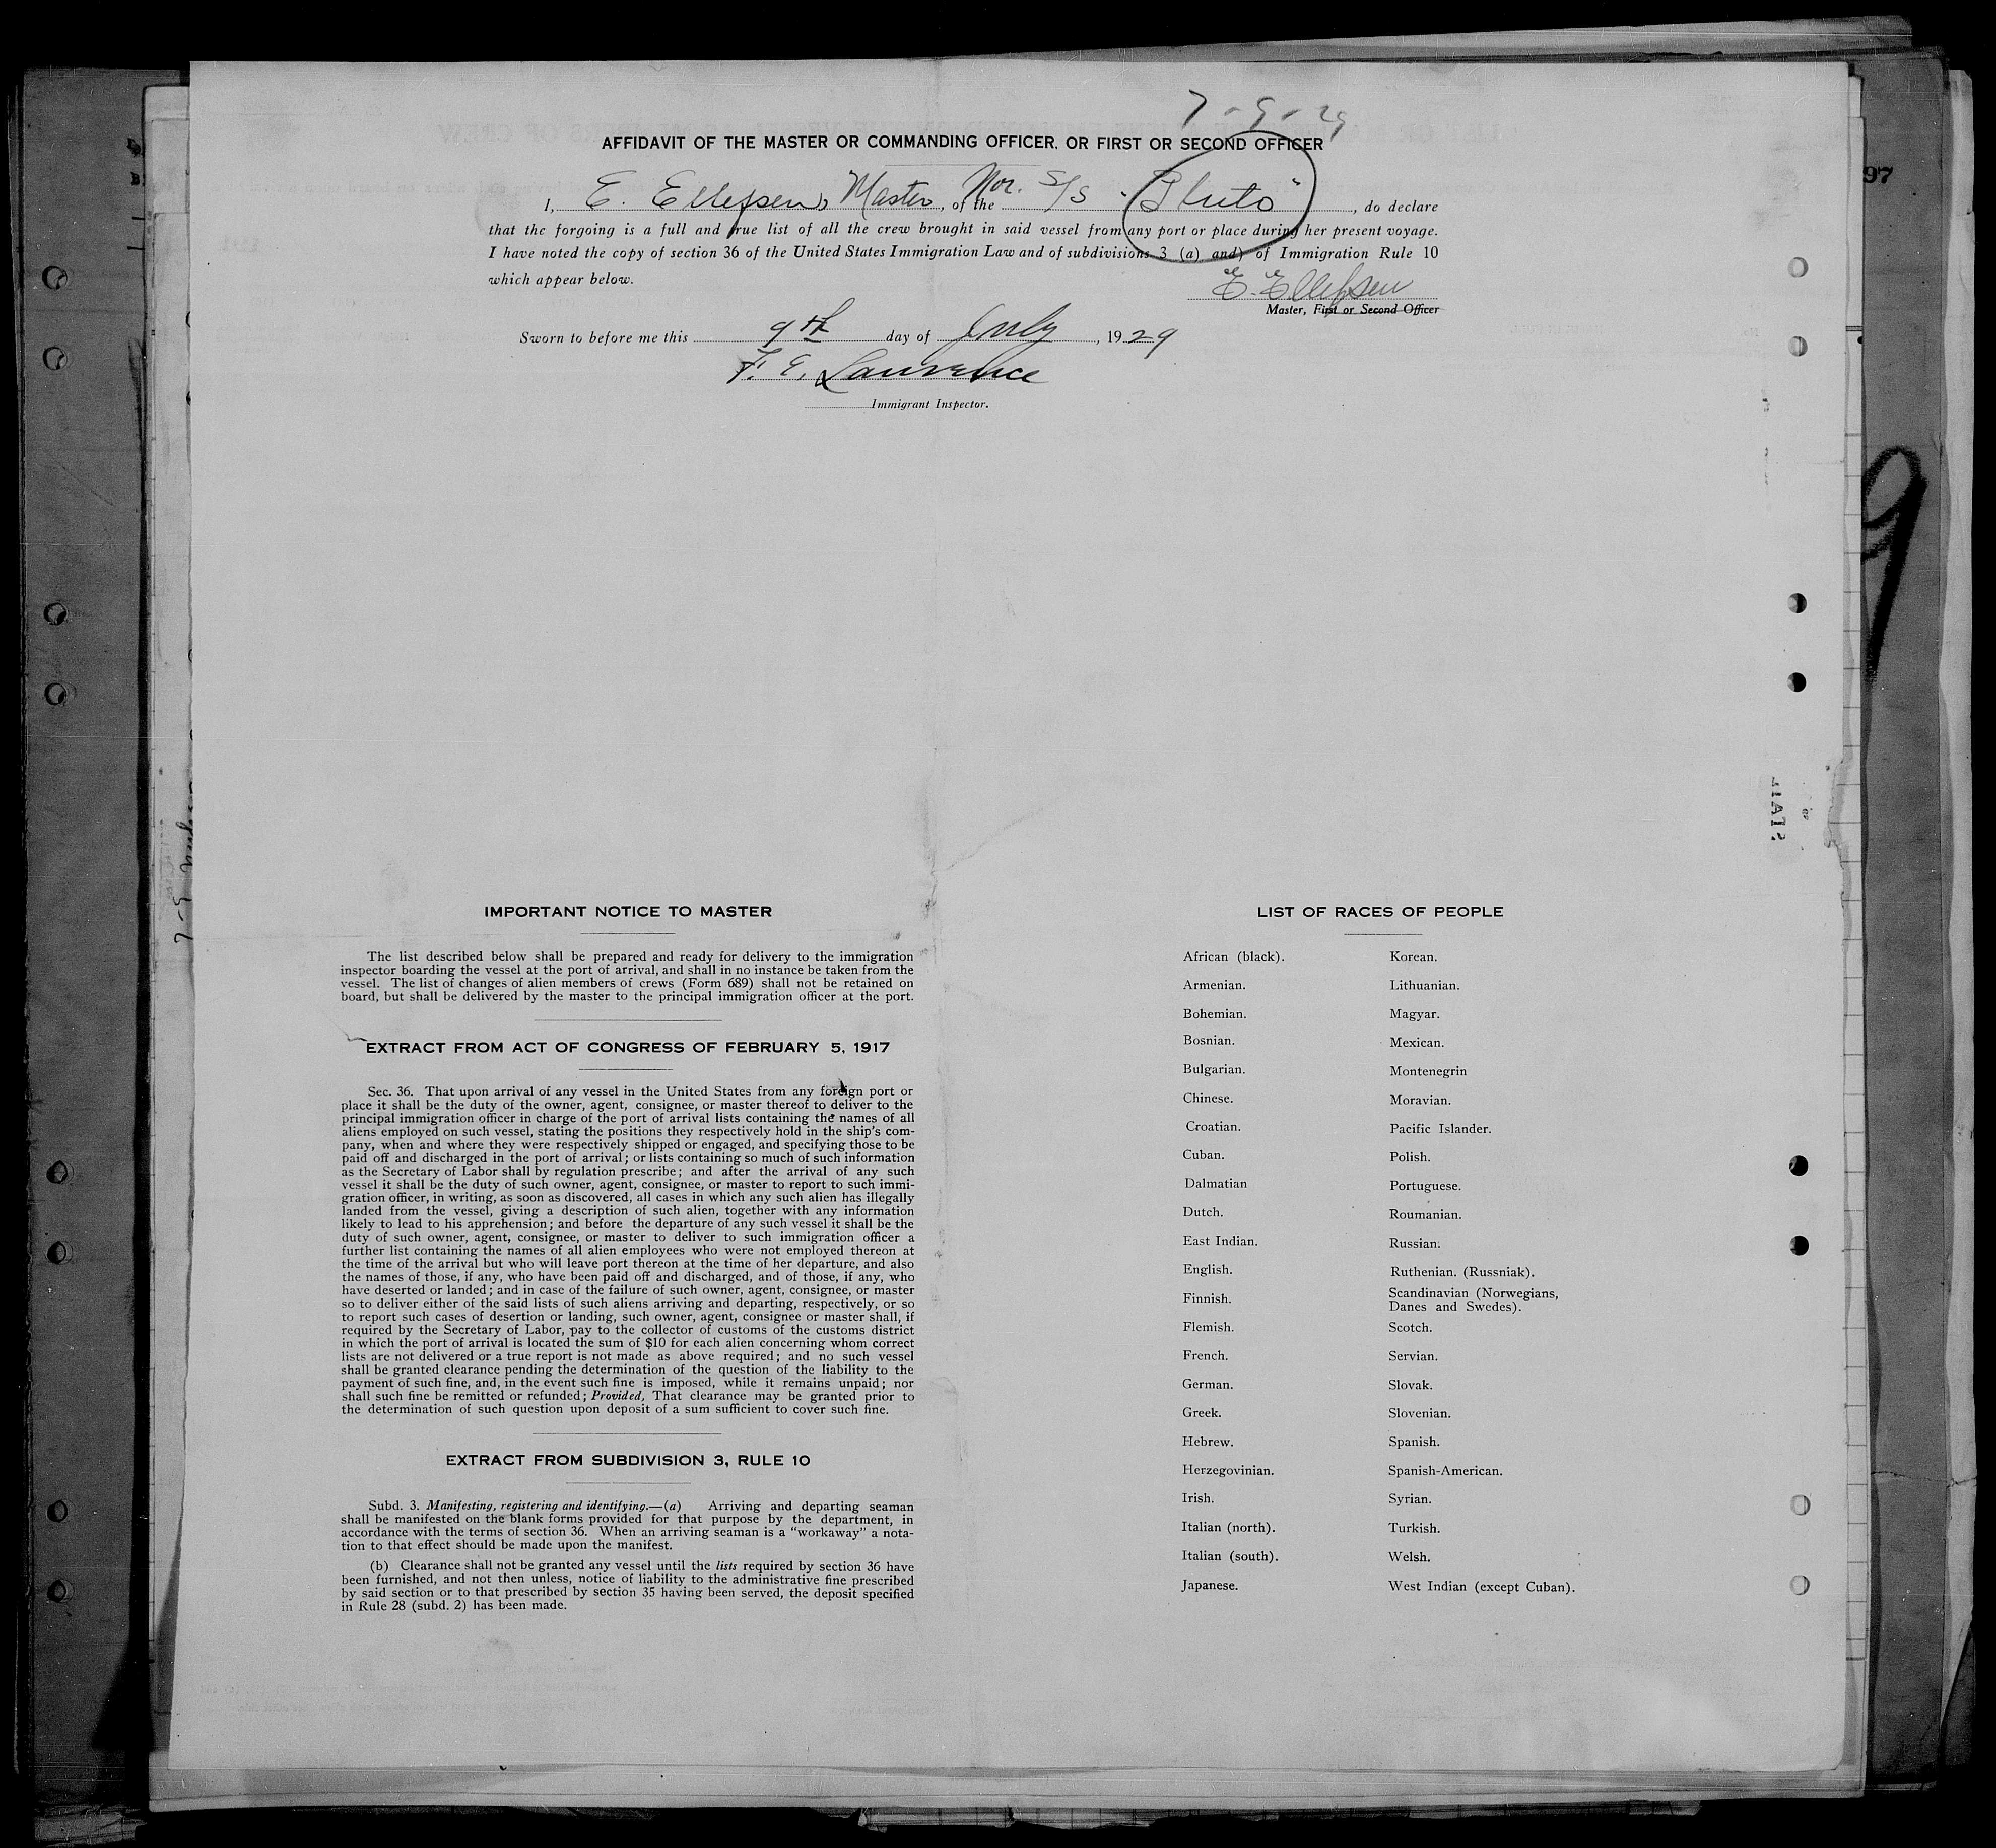 7-9-29
AFFIDAVIT OF THE MASTER OR COMMANDING OFFICER, OR FIRST OR SECOND OFFICER
I, E. Ellefsen, Master, of the Nor. S/S "Pluto", do declare
that the forgoing is a full and true list of all the crew brought in said vessel from any port or place during her present voyage.
I have noted the copy of section 36 of the United States Immigration Law and of subdivisions 3 (a) and) of Immigration Rule 10
which appear below.
E. Ellefsen
Master, First or Second Officer
Sworn to before me this 9th day of July, 1929
F. E. Lawrence
Immigrant Inspector.
97
9
IMPORTANT NOTICE TO MASTER
The list described below shall be prepared and ready for delivery to the immigration
inspector boarding the vessel at the port of arrival, and shall in no instance be taken from the
vessel. The list of changes of alien members of crews (Form 689) shall not be retained on
board, but shall be delivered by the master to the principal immigration officer at the port.
EXTRACT FROM ACT OF CONGRESS OF FEBRUARY 5, 1917
Sec. 36. That upon arrival of any vessel in the United States from any foreign port or
place it shall be the duty of the owner, agent, consignee, or master thereof to deliver to the
principal immigration officer in charge of the port of arrival lists containing the names of all
aliens employed on such vessel, stating the positions they respectively hold in the ship's com-
pany, when and where they were respectively shipped or engaged, and specifying those to be
paid off and discharged in the port of arrival; or lists containing so much of such information
as the Secretary of Labor shall by regulation prescribe; and after the arrival of any such
vessel it shall be the duty of such owner, agent, consignee, or master to report to such immi-
gration officer, in writing, as soon as discovered, all cases in which any such alien has illegally
landed from the vessel, giving a description of such alien, together with any information
likely to lead to his apprehension; and before the departure of any such vessel it shall be the
duty of such owner, agent, consignee, or master to deliver to such immigration officer a
further list containing the names of all alien employees who were not employed thereon at
the time of the arrival but who will leave port thereon at the time of her departure, and also
the names of those, if any, who have been paid off and discharged, and of those, if any, who
have deserted or landed; and in case of the failure of such owner, agent, consignee, or master
so to deliver either of the said lists of such aliens arriving and departing, respectively, or so
to report such cases of desertion or landing, such owner, agent, consignee or master shall, if
required by the Secretary of Labor, pay to the collector of customs of the customs district
in which the port of arrival is located the sum of $10 for each alien concerning whom correct
lists are not delivered or a true report is not made as above required; and no such vessel
shall be granted clearance pending the determination of the question of the liability to the
payment of such fine, and, in the event such fine is imposed, while it remains unpaid; nor
shall such fine be remitted or refunded; Provided, That clearance may be granted prior to
the determination of such question upon deposit of a sum sufficient to cover such fine.
EXTRACT FROM SUBDIVISION 3, RULE 10
Subd. 3. Manifesting, registering and identifying.—(a) Arriving and departing seaman
shall be manifested on the blank forms provided for that purpose by the department, in
accordance with the terms of section 36. When an arriving seaman is a "workaway" a nota-
tion to that effect should be made upon the manifest.
(b) Clearance shall not be granted any vessel until the lists required by section 36 have
been furnished, and not then unless, notice of liability to the administrative fine prescribed
by said section or to that prescribed by section 35 having been served, the deposit specified
in Rule 28 (subd. 2) has been made.
LIST OF RACES OF PEOPLE
African (black). Korean.
Armenian. Lithuanian.
Bohemian. Magyar.
Bosnian. Mexican.
Bulgarian. Montenegrin
Chinese. Moravian.
Croatian. Pacific Islander.
Cuban. Polish.
Dalmatian Portuguese.
Dutch. Roumanian.
East Indian. Russian.
English. Ruthenian. (Russniak).
Finnish. Scandinavian (Norwegians,
Danes and Swedes).
Flemish. Scotch.
French. Servian.
German. Slovak.
Greek. Slovenian.
Hebrew. Spanish.
Herzegovinian. Spanish-American.
Irish. Syrian.
Italian (north). Turkish.
Italian (south). Welsh.
Japanese. West Indian (except Cuban).